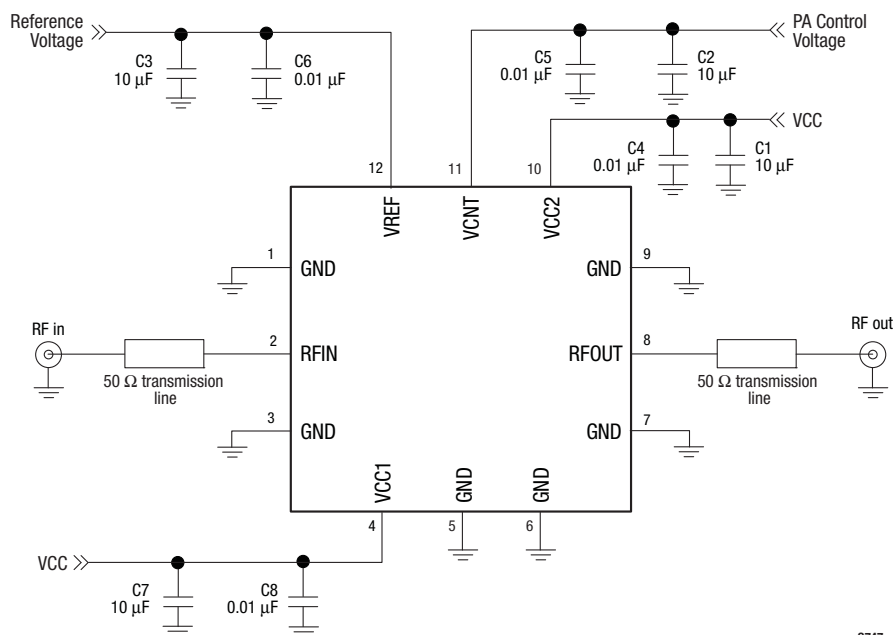 Reference
Voltage
C3
10 μF
C6
0.01 μF
C5
0.01 μF
C2
10 μF
PA Control
Voltage
C4
0.01 μF
C1
10 μF
VCC
12
11
10
VREF
VCNT
VCC2
1
GND
9
GND
RF in
50 Ω transmission
line
2
RFIN
8
RFOUT
50 Ω transmission
line
RF out
3
GND
7
GND
VCC1
GND
GND
4
5
6
VCC
C7
10 μF
C8
0.01 μF